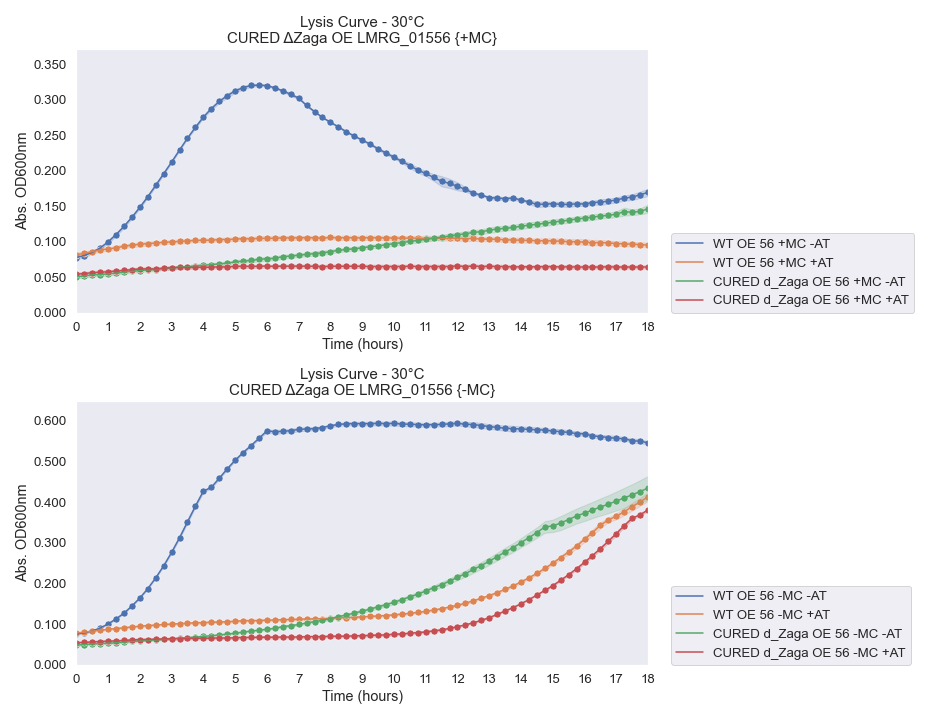 Lysis Curve - 30°C
CURED ΔZaga OE LMRG_01556 {+MC}
0.350
0.300
0.250
0.200
0.150
0.100
0.050
0.000
Abs. OD600nm
0 1 2 3 4 5 6 7 8 9 10 11 12 13 14 15 16 17 18
Time (hours)
WT OE 56 +MC -AT
WT OE 56 +MC +AT
CURED d_Zaga OE 56 +MC -AT
CURED d_Zaga OE 56 +MC +AT
Lysis Curve - 30°C
CURED ΔZaga OE LMRG_01556 {-MC}
0.600
0.500
0.400
0.300
0.200
0.100
0.000
Abs. OD600nm
0 1 2 3 4 5 6 7 8 9 10 11 12 13 14 15 16 17 18
Time (hours)
WT OE 56 -MC -AT
WT OE 56 -MC +AT
CURED d_Zaga OE 56 -MC -AT
CURED d_Zaga OE 56 -MC +AT